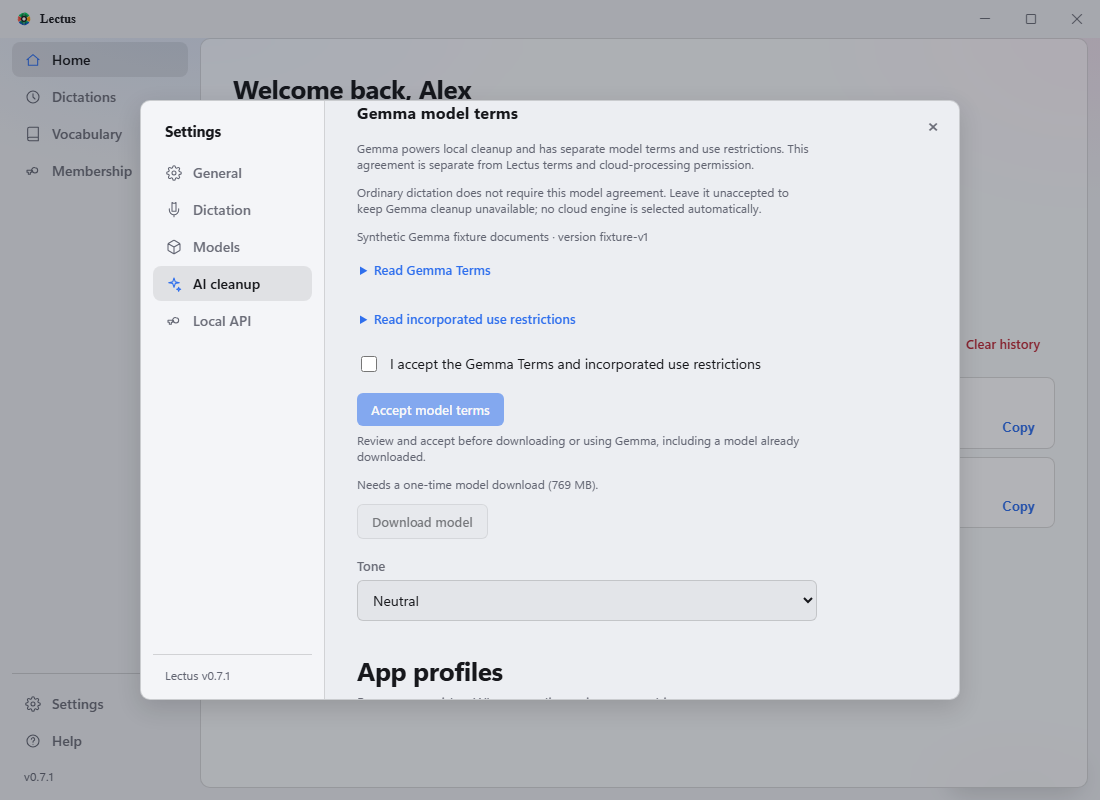 Lectus
Home
Dictations
Vocabulary
Membership
Settings
Help
v0.7.1
Welcome back, Alex
Clear history
Copy
Copy
Settings
General
Dictation
Models
AI cleanup
Local API
Lectus v0.7.1
Gemma model terms
Gemma powers local cleanup and has separate model terms and use restrictions. This
agreement is separate from Lectus terms and cloud-processing permission.
Ordinary dictation does not require this model agreement. Leave it unaccepted to
keep Gemma cleanup unavailable; no cloud engine is selected automatically.
Synthetic Gemma fixture documents · version fixture-v1
Read Gemma Terms
Read incorporated use restrictions
I accept the Gemma Terms and incorporated use restrictions
Accept model terms
Review and accept before downloading or using Gemma, including a model already
downloaded.
Needs a one-time model download (769 MB).
Download model
Tone
Neutral
App profiles